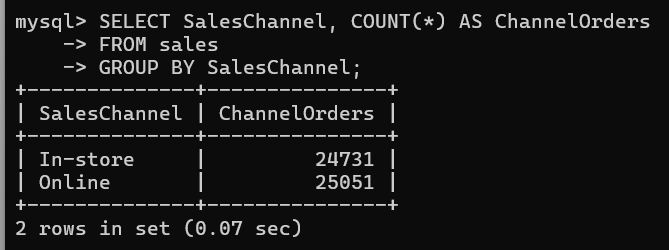 mysql> SELECT SalesChannel, COUNT(*) AS ChannelOrders
    -> FROM sales
    -> GROUP BY SalesChannel;
+--------------+---------------+
| SalesChannel | ChannelOrders |
+--------------+---------------+
| In-store     |         24731 |
| Online       |         25051 |
+--------------+---------------+
2 rows in set (0.07 sec)